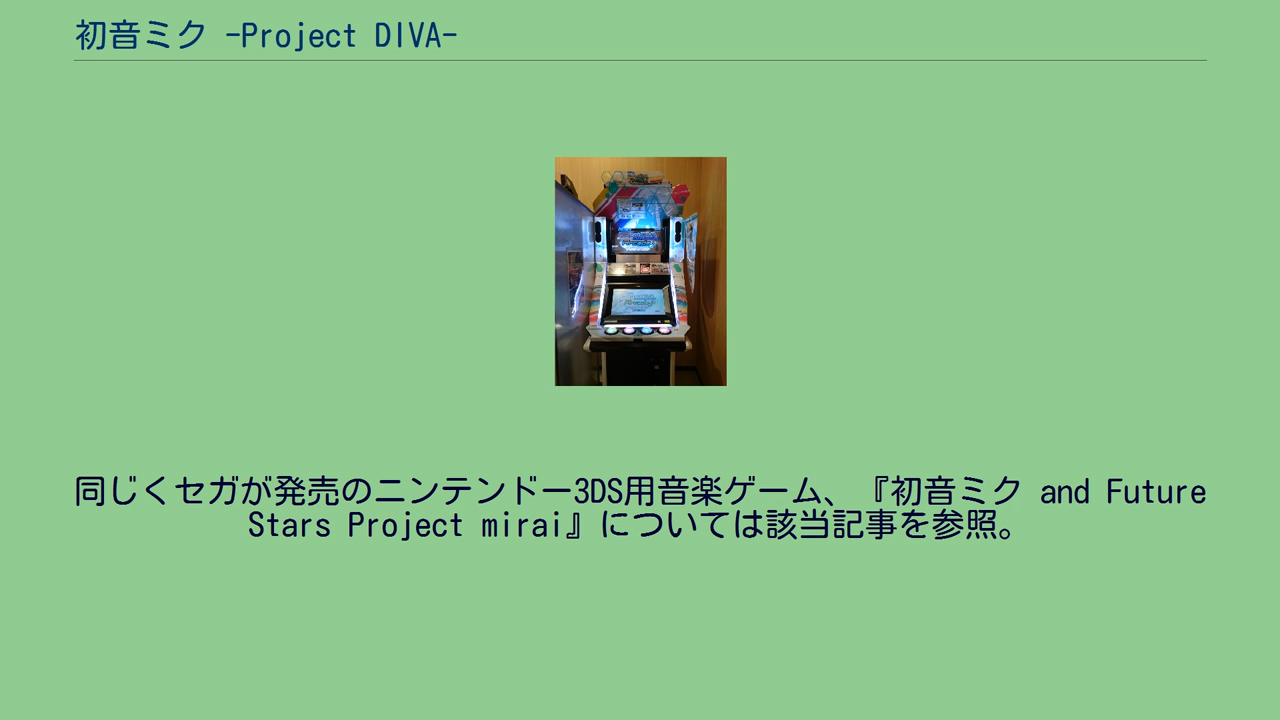 初音ミク -Project DIVA-
同じくセガが発売のニンテンドー3DS用音楽ゲーム、『初音ミク and Future
Stars Project mirai』については該当記事を参照。